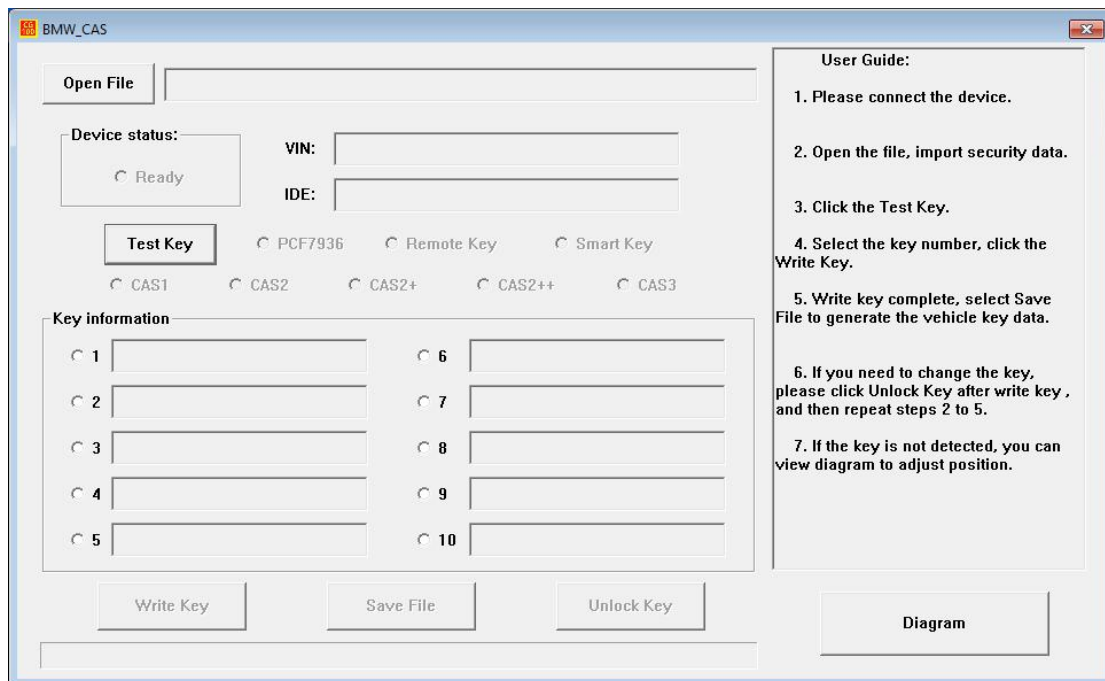 CG
100
BMW_CAS
Open File
Device status:
Ready
VIN:
IDE:
Test Key
PCF7936
Remote Key
Smart Key
CAS1
CAS2
CAS2+
CAS2++
CAS3
Key information
1
6
2
7
3
8
4
9
5
10
Write Key
Save File
Unlock Key
User Guide:
1. Please connect the device.
2. Open the file, import security data.
3. Click the Test Key.
4. Select the key number, click the
Write Key.
5. Write key complete, select Save
File to generate the vehicle key data.
6. If you need to change the key,
please click Unlock Key after write key ,
and then repeat steps 2 to 5.
7. If the key is not detected, you can
view diagram to adjust position.
Diagram